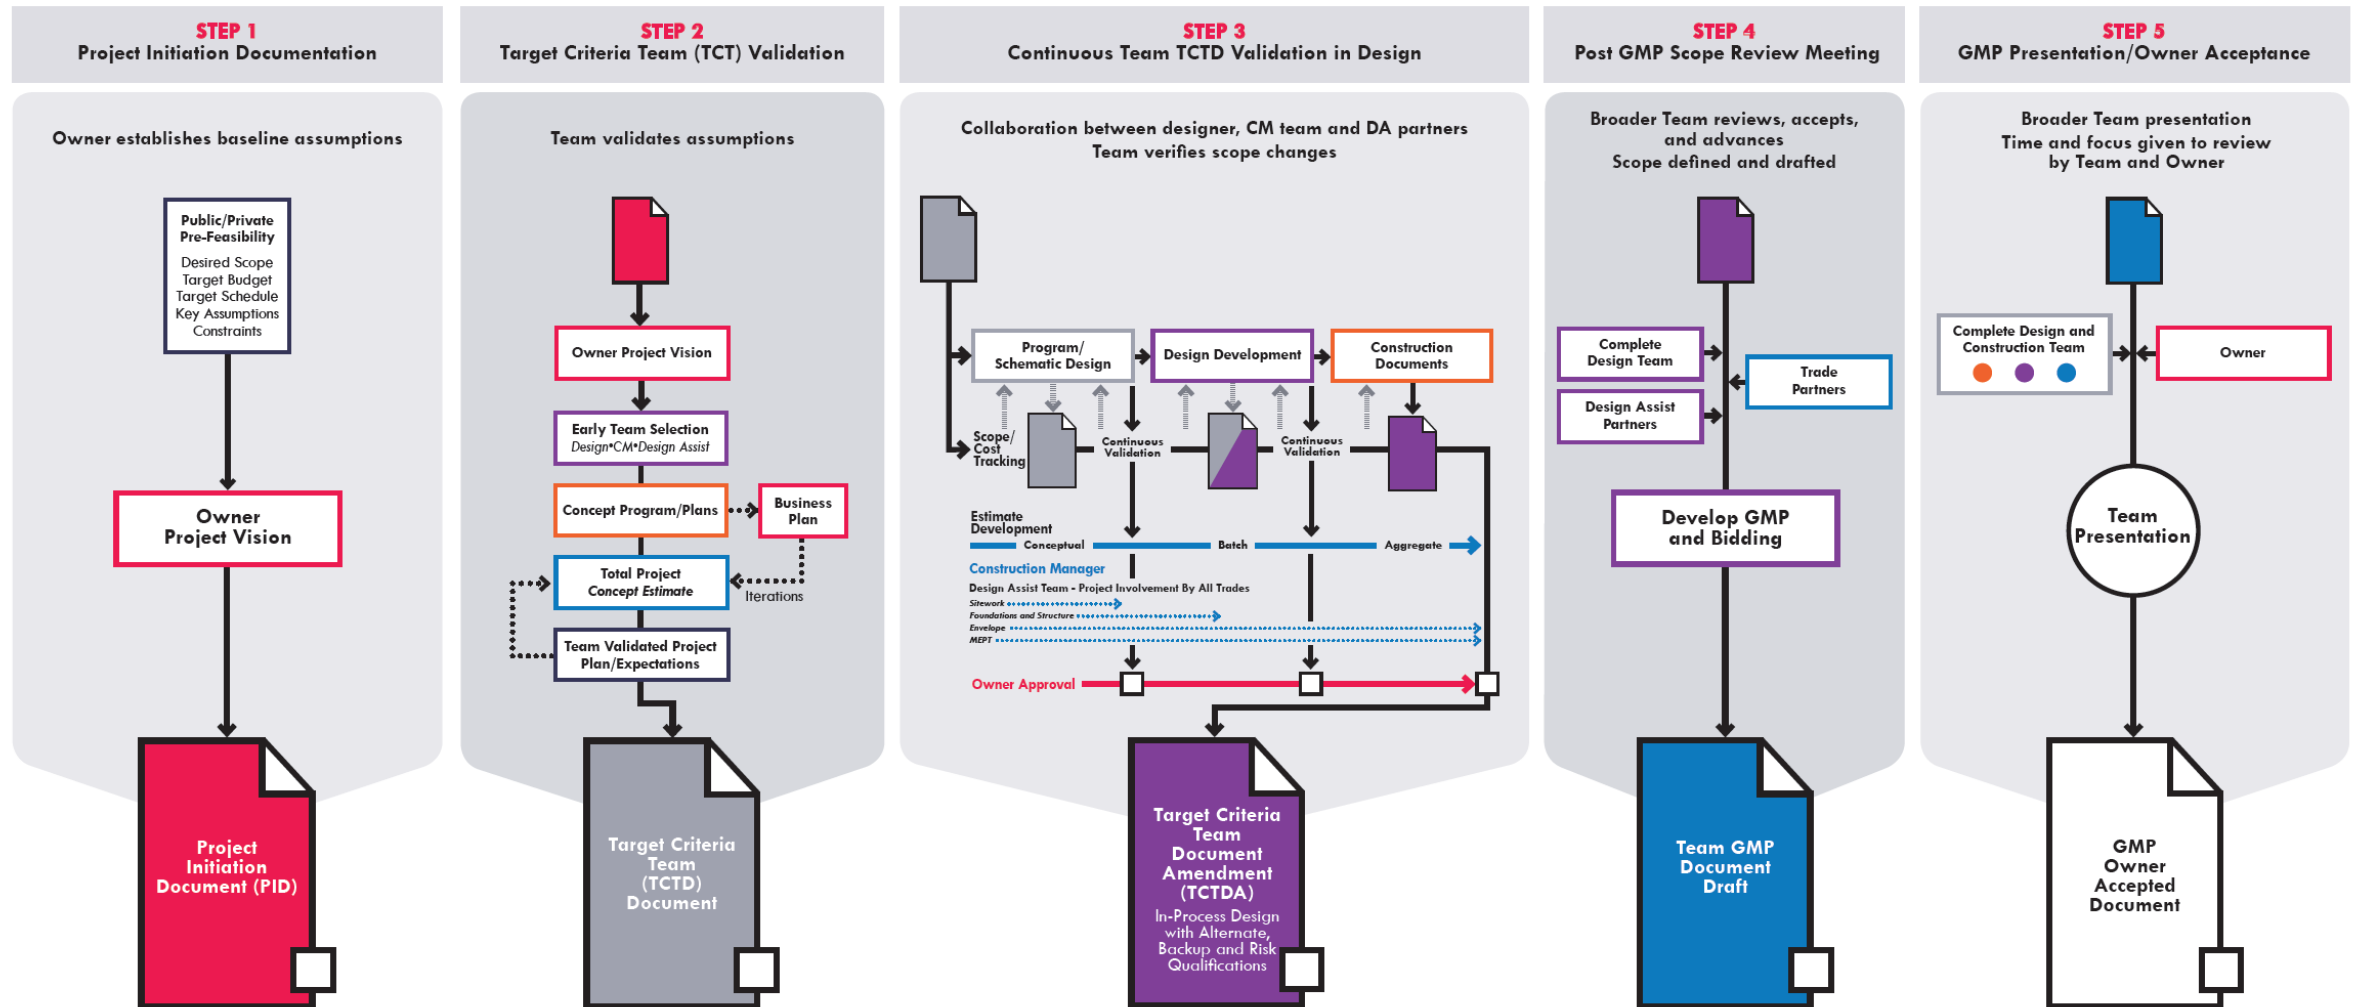 STEP 1
Project Initiation Documentation
Owner establishes baseline assumptions
Public/Private
Pre-Feasibility
Desired Scope
Target Budget
Target Schedule
Key Assumptions
Constraints
Owner
Project Vision
Project
Initiation
Document (PID)
STEP 2
Target Criteria Team (TCT) Validation
Team validates assumptions
Owner Project Vision
Early Team Selection
Design•CM•Design Assist
Concept Program/Plans
Business
Plan
Total Project
Concept Estimate
Iterations
Team Validated Project
Plan/Expectations
Target Criteria
Team
(TCTD)
Document
STEP 3
Continuous Team TCTD Validation in Design
Collaboration between designer, CM team and DA partners
Team verifies scope changes
Program/
Schematic Design
Design Development
Construction
Documents
Scope/
Cost
Tracking
Continuous
Validation
Continuous
Validation
Estimate
Development
Conceptual
Batch
Aggregate
Construction Manager
Design Assist Team - Project Involvement By All Trades
Sitework
Foundations and Structure
Envelope
MEPT
Owner Approval
Target Criteria
Team
Document
Amendment
(TCTDA)
In-Process Design
with Alternate,
Backup and Risk
Qualifications
STEP 4
Post GMP Scope Review Meeting
Broader Team reviews, accepts,
and advances
Scope defined and drafted
Complete
Design Team
Trade
Partners
Design Assist
Partners
Develop GMP
and Bidding
Team GMP
Document
Draft
STEP 5
GMP Presentation/Owner Acceptance
Broader Team presentation
Time and focus given to review
by Team and Owner
Complete Design and
Construction Team
Owner
Team
Presentation
GMP
Owner
Accepted
Document